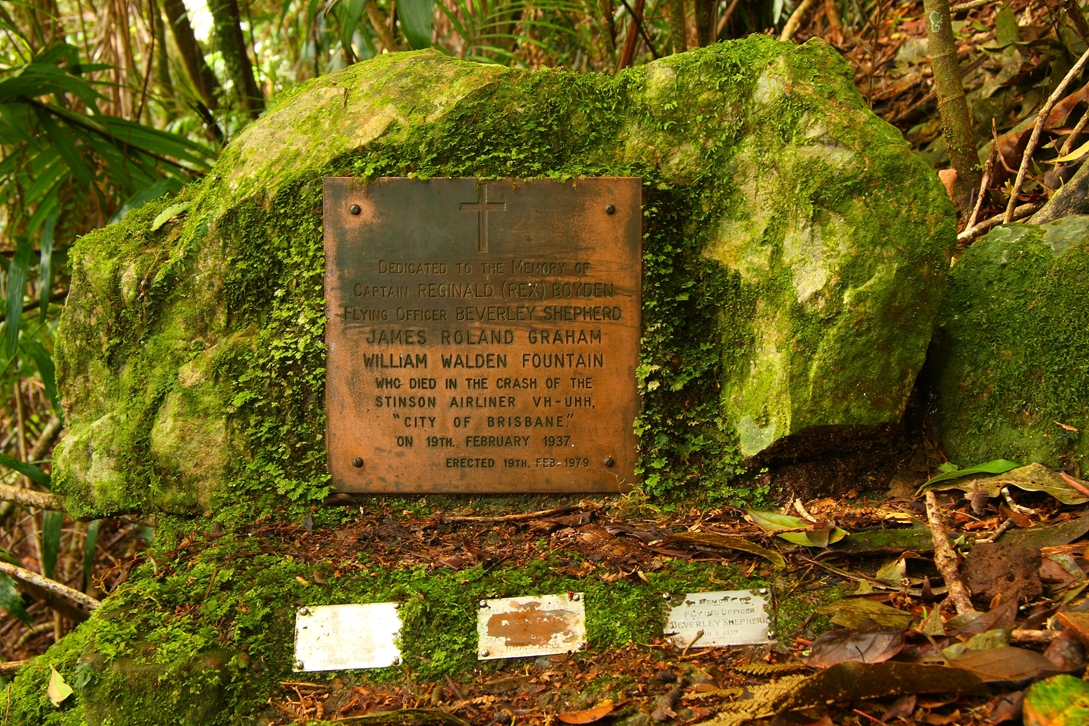 Dedicated to the Memory of
Captain REGINALD (REX) BOYDEN
Flying Officer BEVERLEY SHEPHERD
JAMES ROLAND GRAHAM
WILLIAM WALDEN FOUNTAIN
WHO DIED IN THE CRASH OF THE
STINSON AIRLINER VH-UHH,
"CITY OF BRISBANE."
ON 19TH. FEBRUARY 1937.
ERECTED 19TH. FEB. 1979
FLYING OFFICER
BEVERLEY SHEPHERD
1937